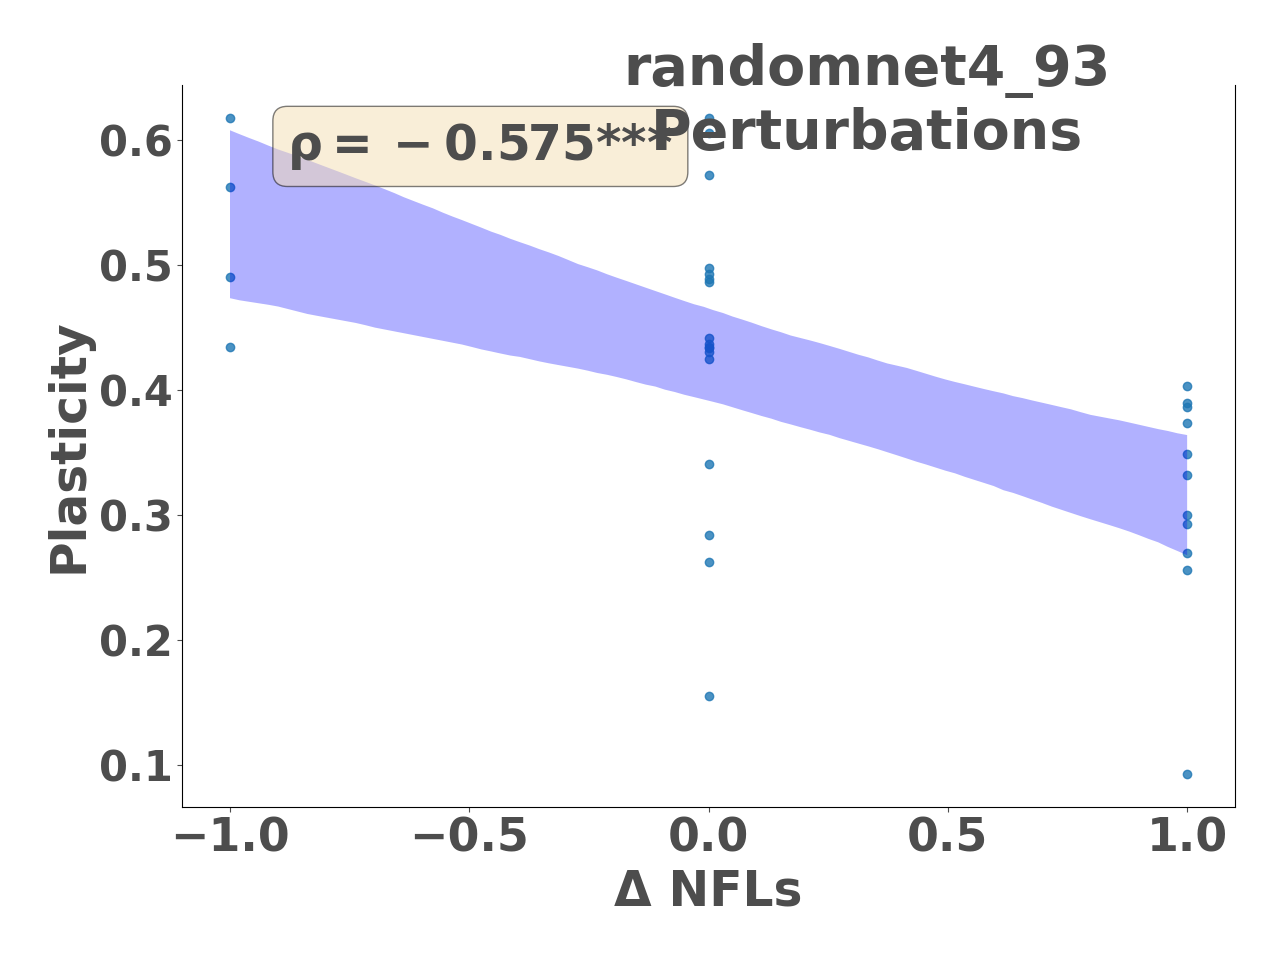 randomnet4_93
Perturbations
ρ = −0.575***
0.6
0.5
0.4
0.3
0.2
0.1
Plasticity
−1.0 −0.5 0.0 0.5 1.0
Δ NFLs